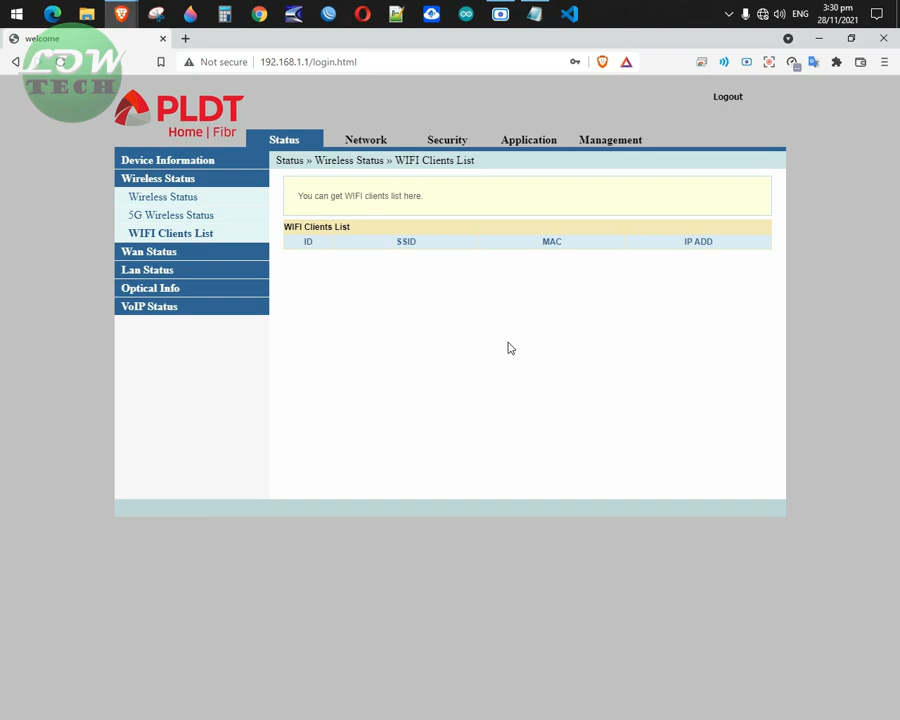 ENG
3:30 pm
28/11/2021
welcome
Not secure
192.168.1.1/login.html
LOW
TECH
PLDT
Home | Fibr
Logout
Status
Network
Security
Application
Management
Device Information
Status » Wireless Status » WIFI Clients List
Wireless Status
You can get WIFI clients list here.
Wireless Status
5G Wireless Status
WIFI Clients List
WIFI Clients List
ID SSID MAC IP ADD
Wan Status
Lan Status
Optical Info
VoIP Status